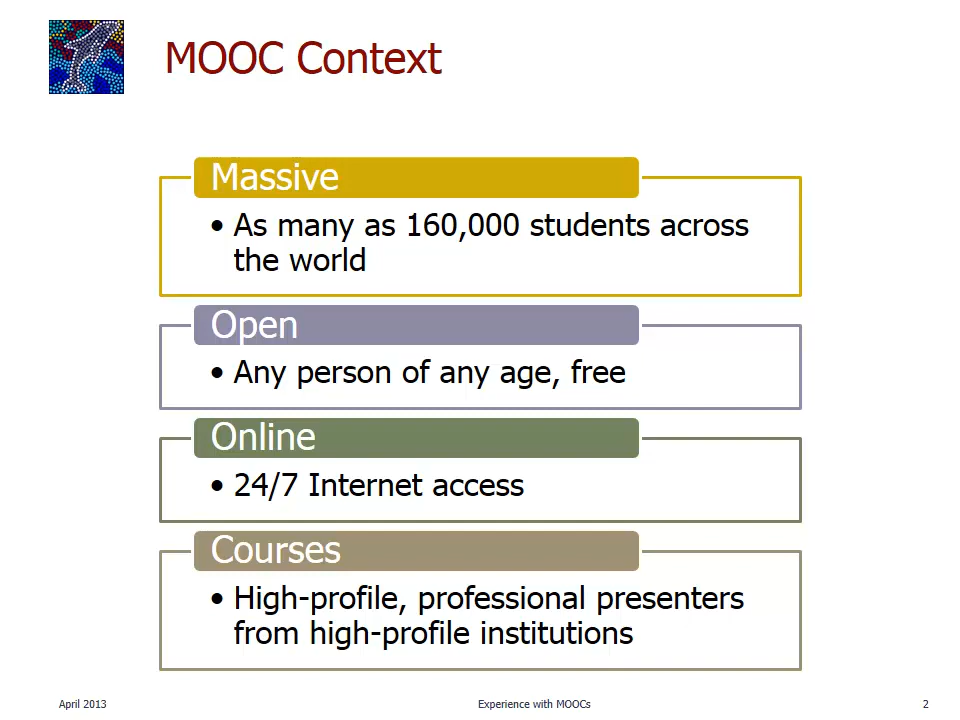 MOOC Context
Massive
• As many as 160,000 students across
the world
Open
• Any person of any age, free
Online
• 24/7 Internet access
Courses
• High-profile, professional presenters
from high-profile institutions
April 2013
Experience with MOOCs
2